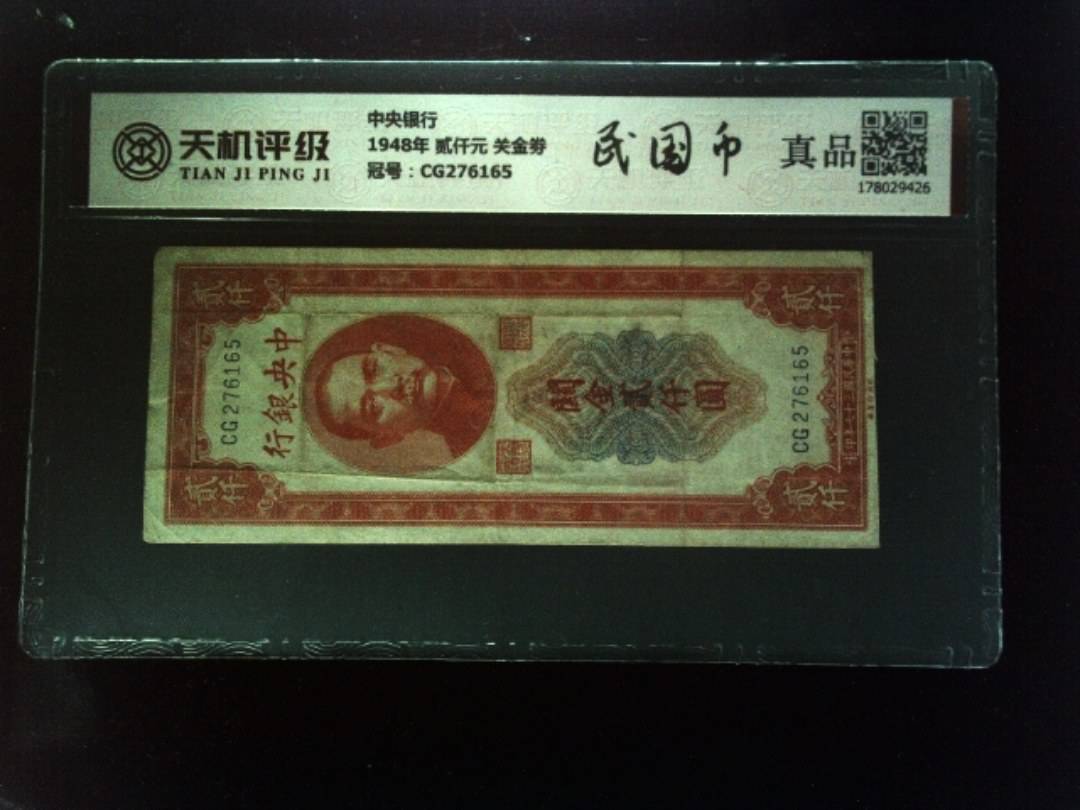 天机评级
TIAN JI PING JI
中央银行
1948年 贰仟元 关金券
冠号：CG276165
民国币
真品
178029426
貳仟
貳仟
CG276165
中央銀行
關金貳仟圓
CG276165
貳仟
貳仟